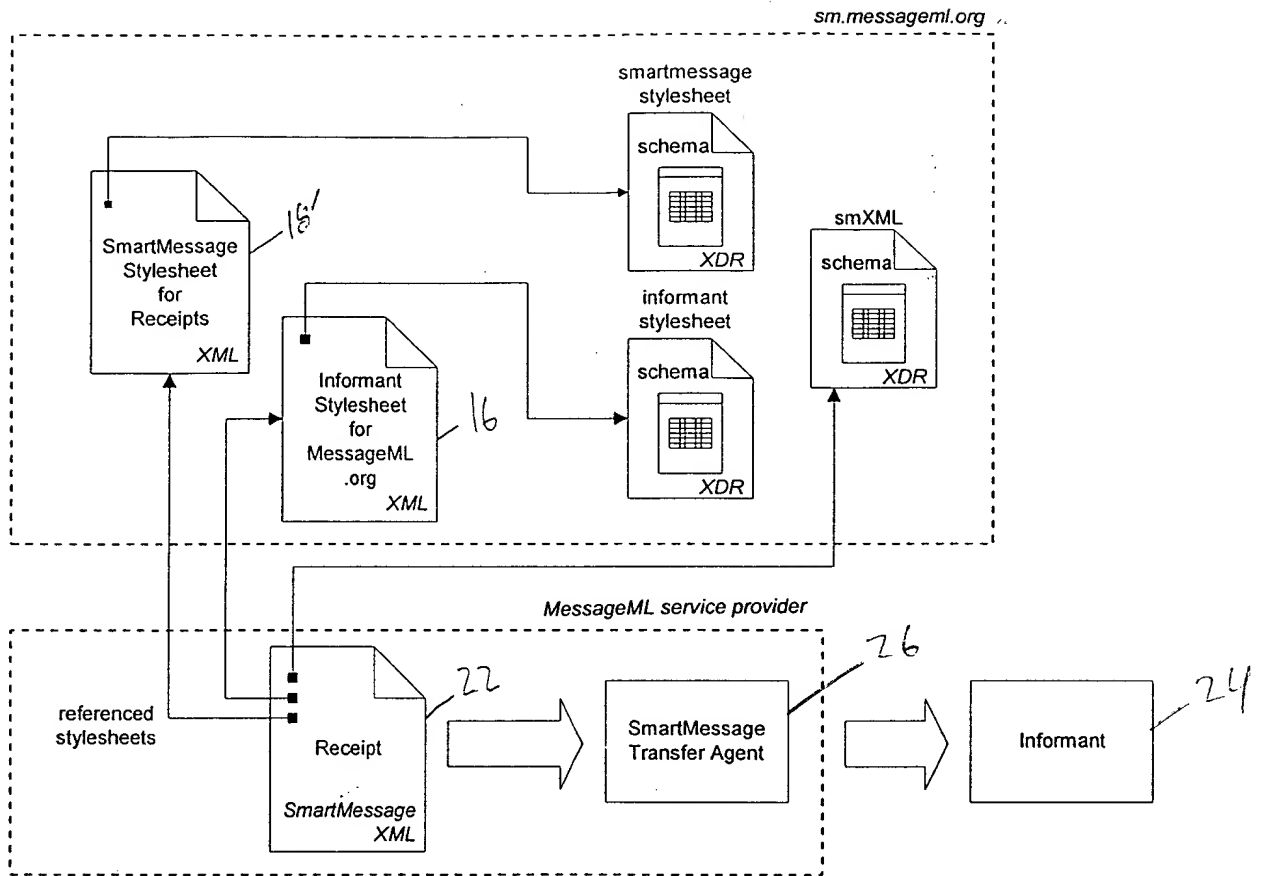 sm.messageml.org
smartmessage
stylesheet
schema
XDR
SmartMessage
Stylesheet
for
Receipts
XML
18'
smXML
schema
XDR
informant
stylesheet
schema
XDR
Informant
Stylesheet
for
MessageML
.org
XML
16
MessageML service provider
referenced
stylesheets
Receipt
SmartMessage
XML
22
SmartMessage
Transfer Agent
26
Informant
24